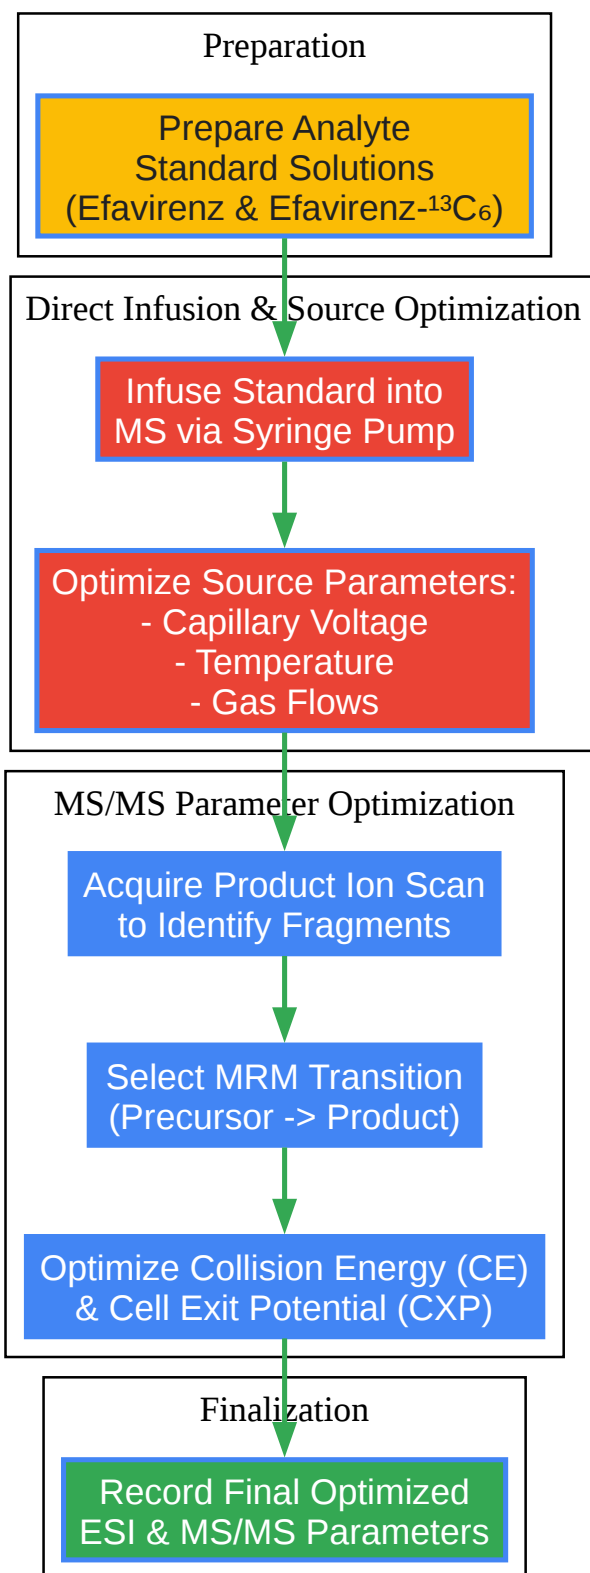 Preparation
Prepare Analyte
Standard Solutions
(Efavirenz & Efavirenz-¹³C₆)
Direct Infusion & Source Optimization
Infuse Standard into
MS via Syringe Pump
Optimize Source Parameters:
- Capillary Voltage
- Temperature
- Gas Flows
MS/MS Parameter Optimization
Acquire Product Ion Scan
to Identify Fragments
Select MRM Transition
(Precursor -> Product)
Optimize Collision Energy (CE)
& Cell Exit Potential (CXP)
Finalization
Record Final Optimized
ESI & MS/MS Parameters